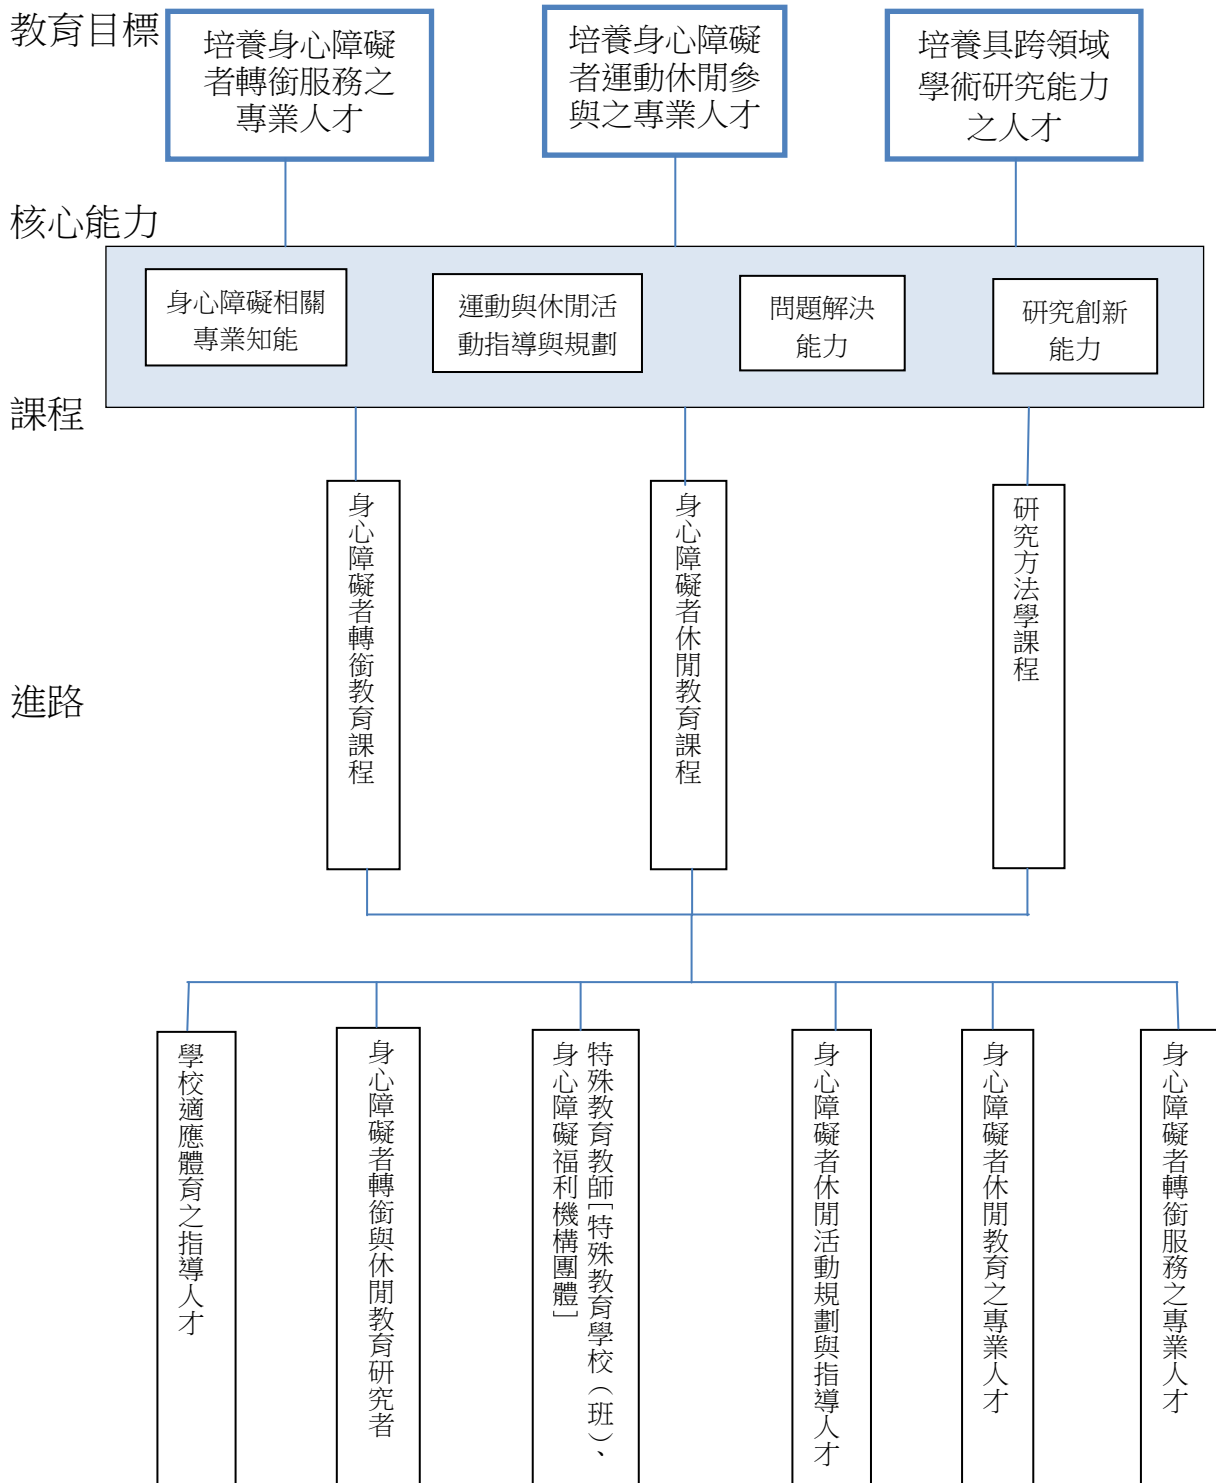 教育目標
培養身心障礙
者轉銜服務之
專業人才
培養身心障礙
者運動休閒參
與之專業人才
培養具跨領域
學術研究能力
之人才
核心能力
身心障礙相關
專業知能
運動與休閒活
動指導與規劃
問題解決
能力
研究創新
能力
課程
身心障礙者轉銜教育課程
身心障礙者休閒教育課程
研究方法學課程
進路
學校適應體育之指導人才
身心障礙者轉銜與休閒教育研究者
特殊教育教師[特殊教育學校（班）、
身心障礙福利機構團體]
身心障礙者休閒活動規劃與指導人才
身心障礙者休閒教育之專業人才
身心障礙者轉銜服務之專業人才